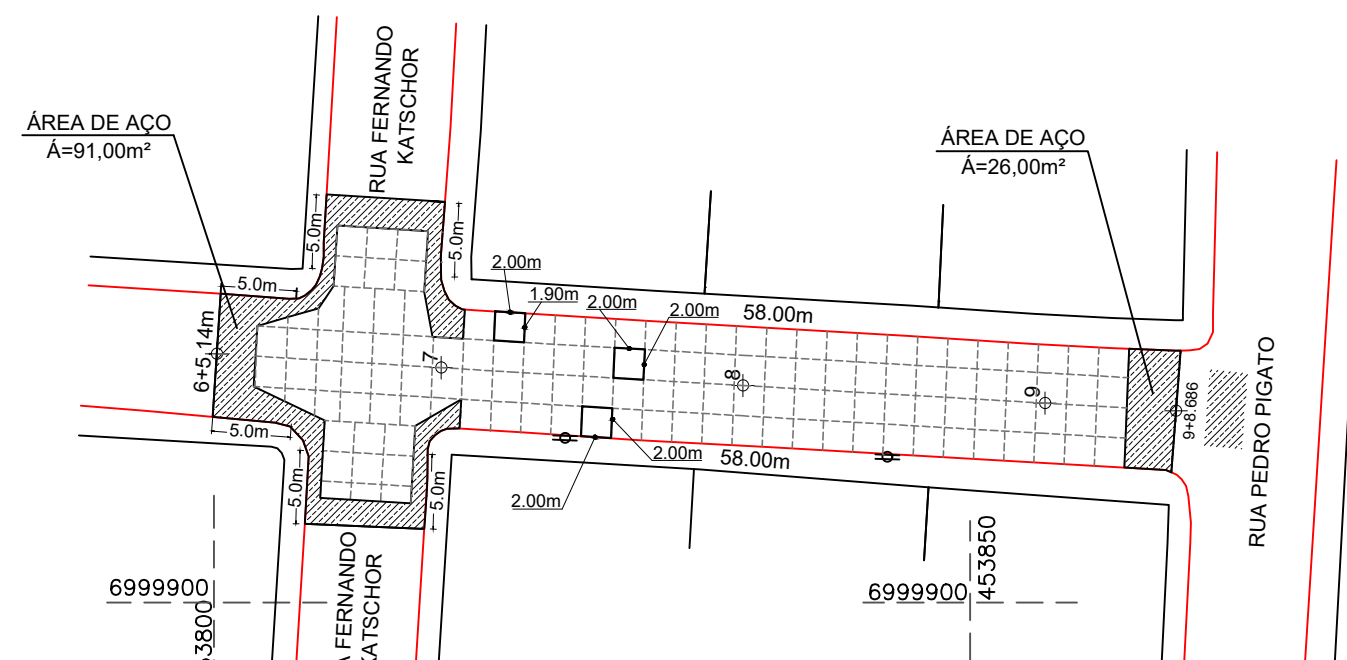 ÁREA DE AÇO
Á=91,00m²
RUA FERNANDO
KATSCHOR
ÁREA DE AÇO
Á=26,00m²
5.0m
5.0m
5.0m
2.00m
1.90m
2.00m
2.00m
58.00m
6+5,14m
7
8
9
9+8.686
RUA PEDRO PIGATO
5.0m
5.0m
5.0m
2.00m
2.00m
58.00m
FERNANDO
KATSCHOR
6999900
53800
6999900
453850